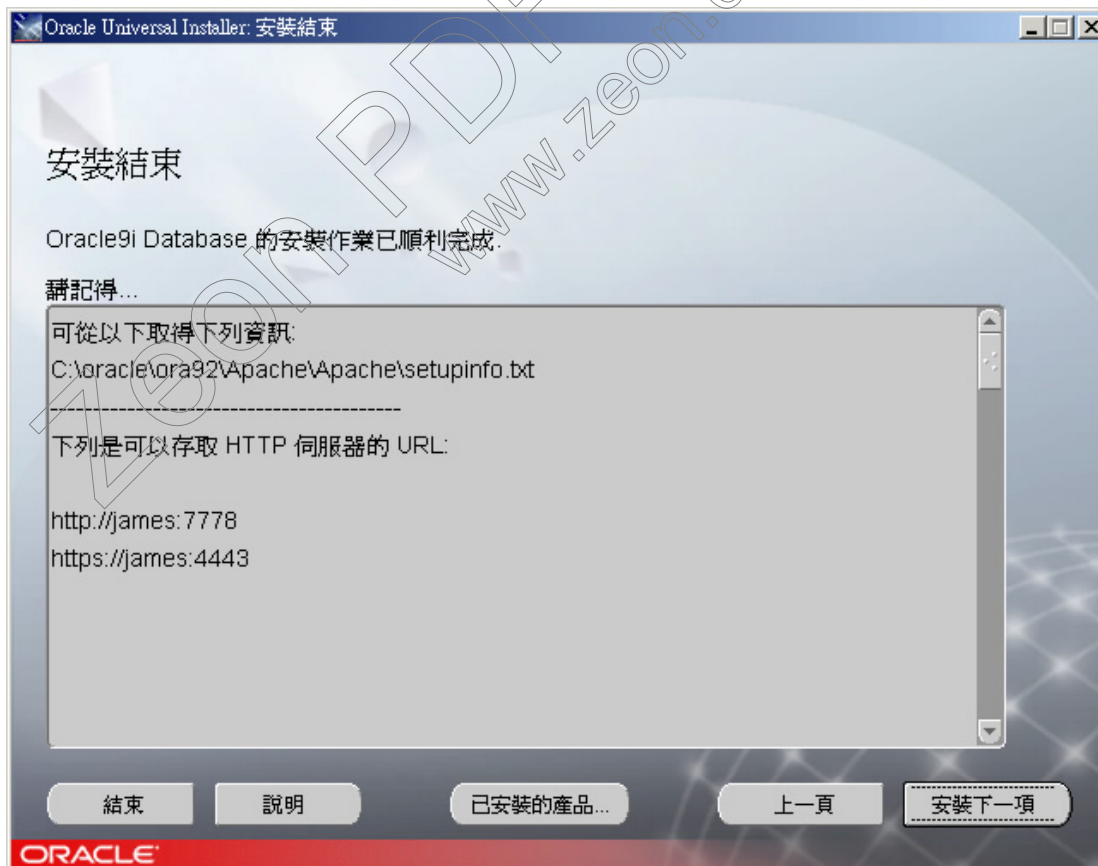 Oracle Universal Installer: 安裝結束
安裝結束
Oracle9i Database 的安裝作業已順利完成.
請記得...
可從以下取得下列資訊:
C:\oracle\ora92\Apache\Apache\setupinfo.txt
-----------------------------------------
下列是可以存取 HTTP 伺服器的 URL:
http://james:7778
https://james:4443
結束 說明 已安裝的產品... 上一頁 安裝下一項
ORACLE
Zeon PD
www.zeon.